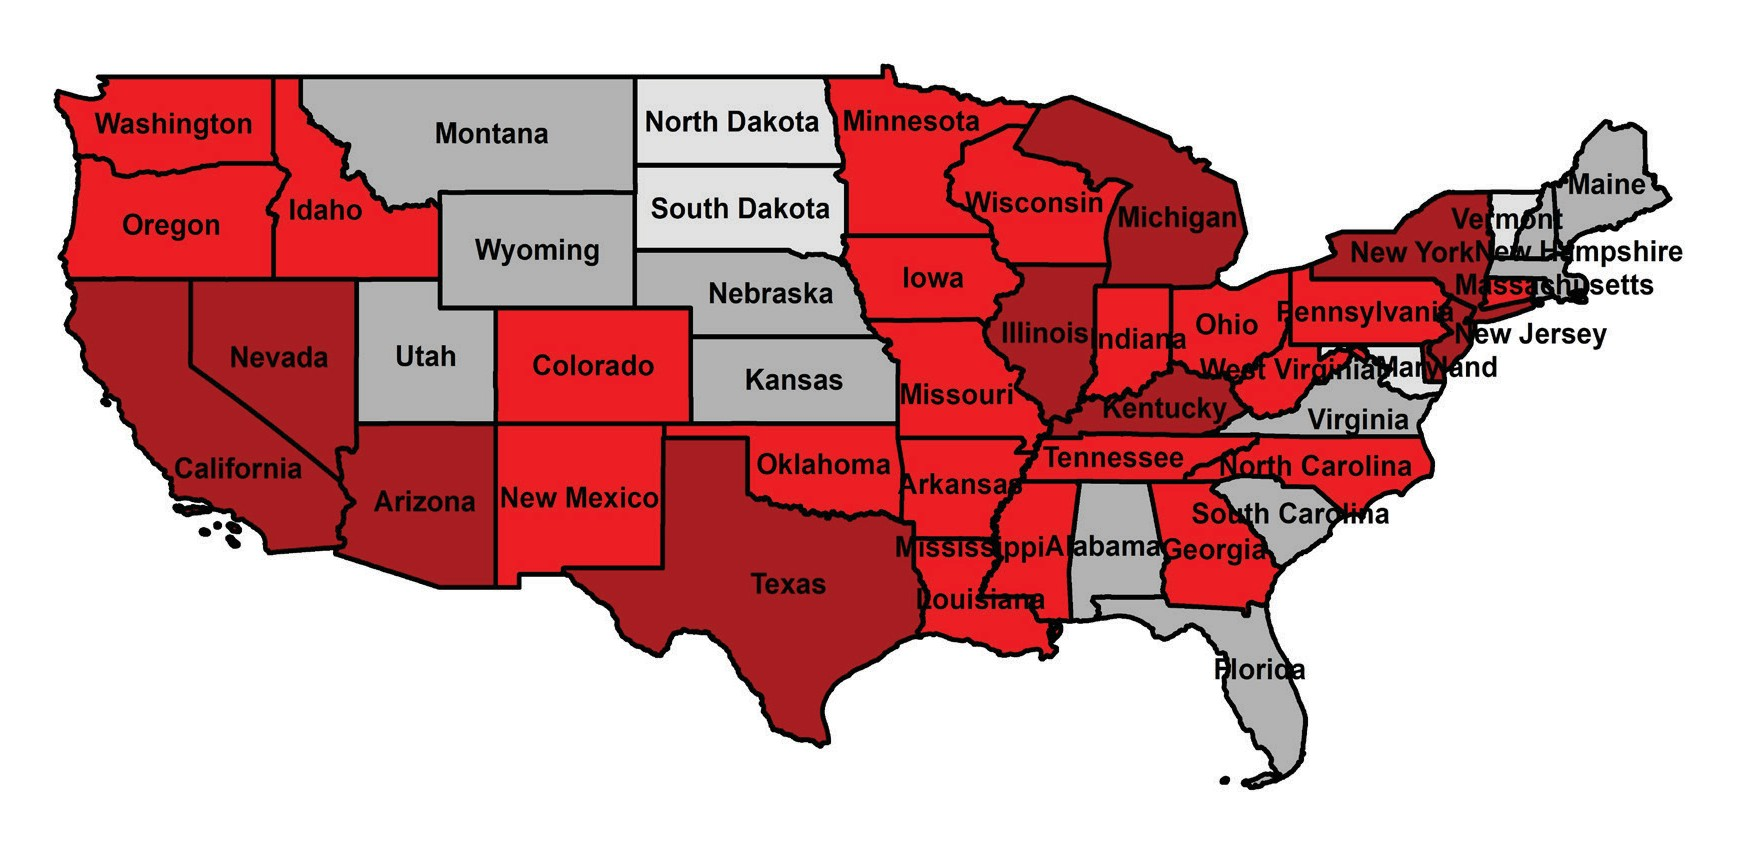 Washington
Montana
North Dakota
Minnesota
Maine
Oregon
Idaho
South Dakota
Wisconsin
Michigan
Vermont
Wyoming
New York
New Hampshire
Iowa
Nebraska
Massachusetts
Pennsylvania
Ohio
Illinois
Indiana
New Jersey
Nevada
Utah
Colorado
Kansas
West Virginia
Maryland
Missouri
Kentucky
Virginia
California
Arizona
New Mexico
Oklahoma
Tennessee
North Carolina
Arkansas
South Carolina
Mississippi
Alabama
Georgia
Texas
Louisiana
Florida